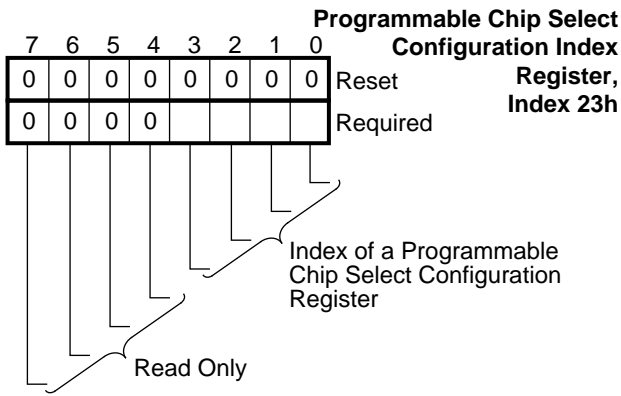 Programmable Chip Select
Configuration Index
Register,
Index 23h
7 6 5 4 3 2 1 0
0 0 0 0 0 0 0 0 Reset
0 0 0 0 Required
Index of a Programmable
Chip Select Configuration
Register
Read Only